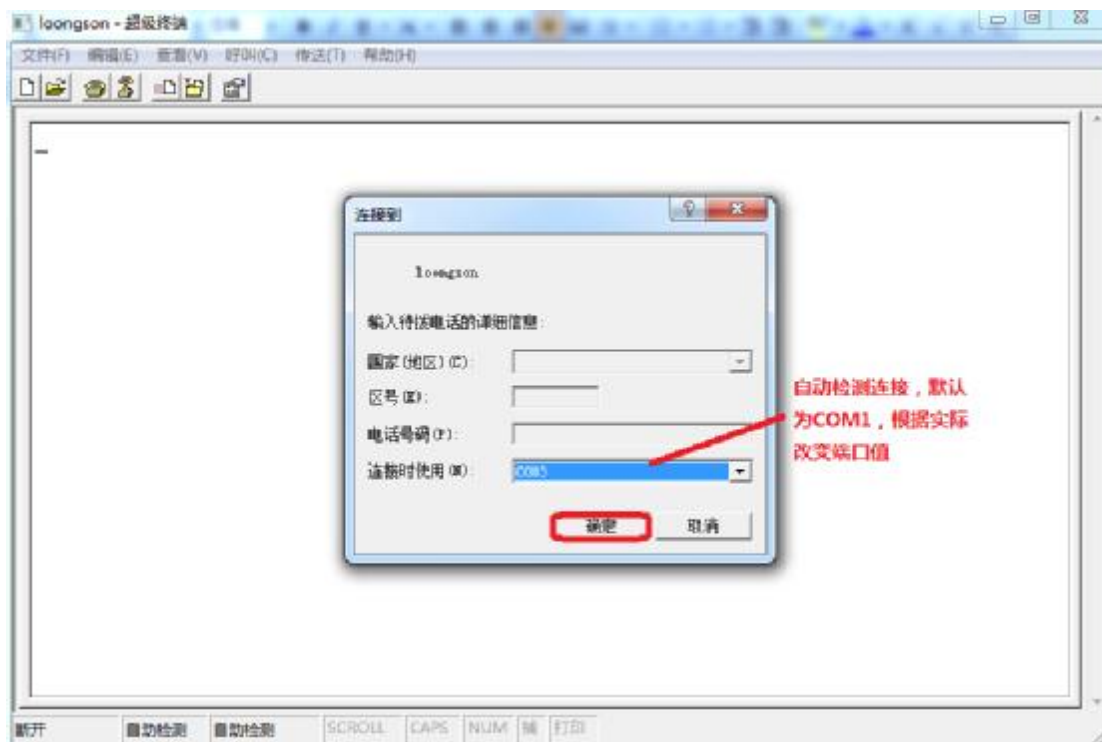 loongson - 超级终端
文件(F) 编辑(E) 查看(V) 呼叫(C) 传送(T) 帮助(H)
连接到
loongson
输入待拨电话的详细信息:
国家(地区)(C):
区号(E):
电话号码(P):
连接时使用(N):
确定 取消
自动检测连接，默认
为COM1，根据实际
改变端口值
断开 自动检测 自动检测 SCROLL CAPS NUM 捕 打印